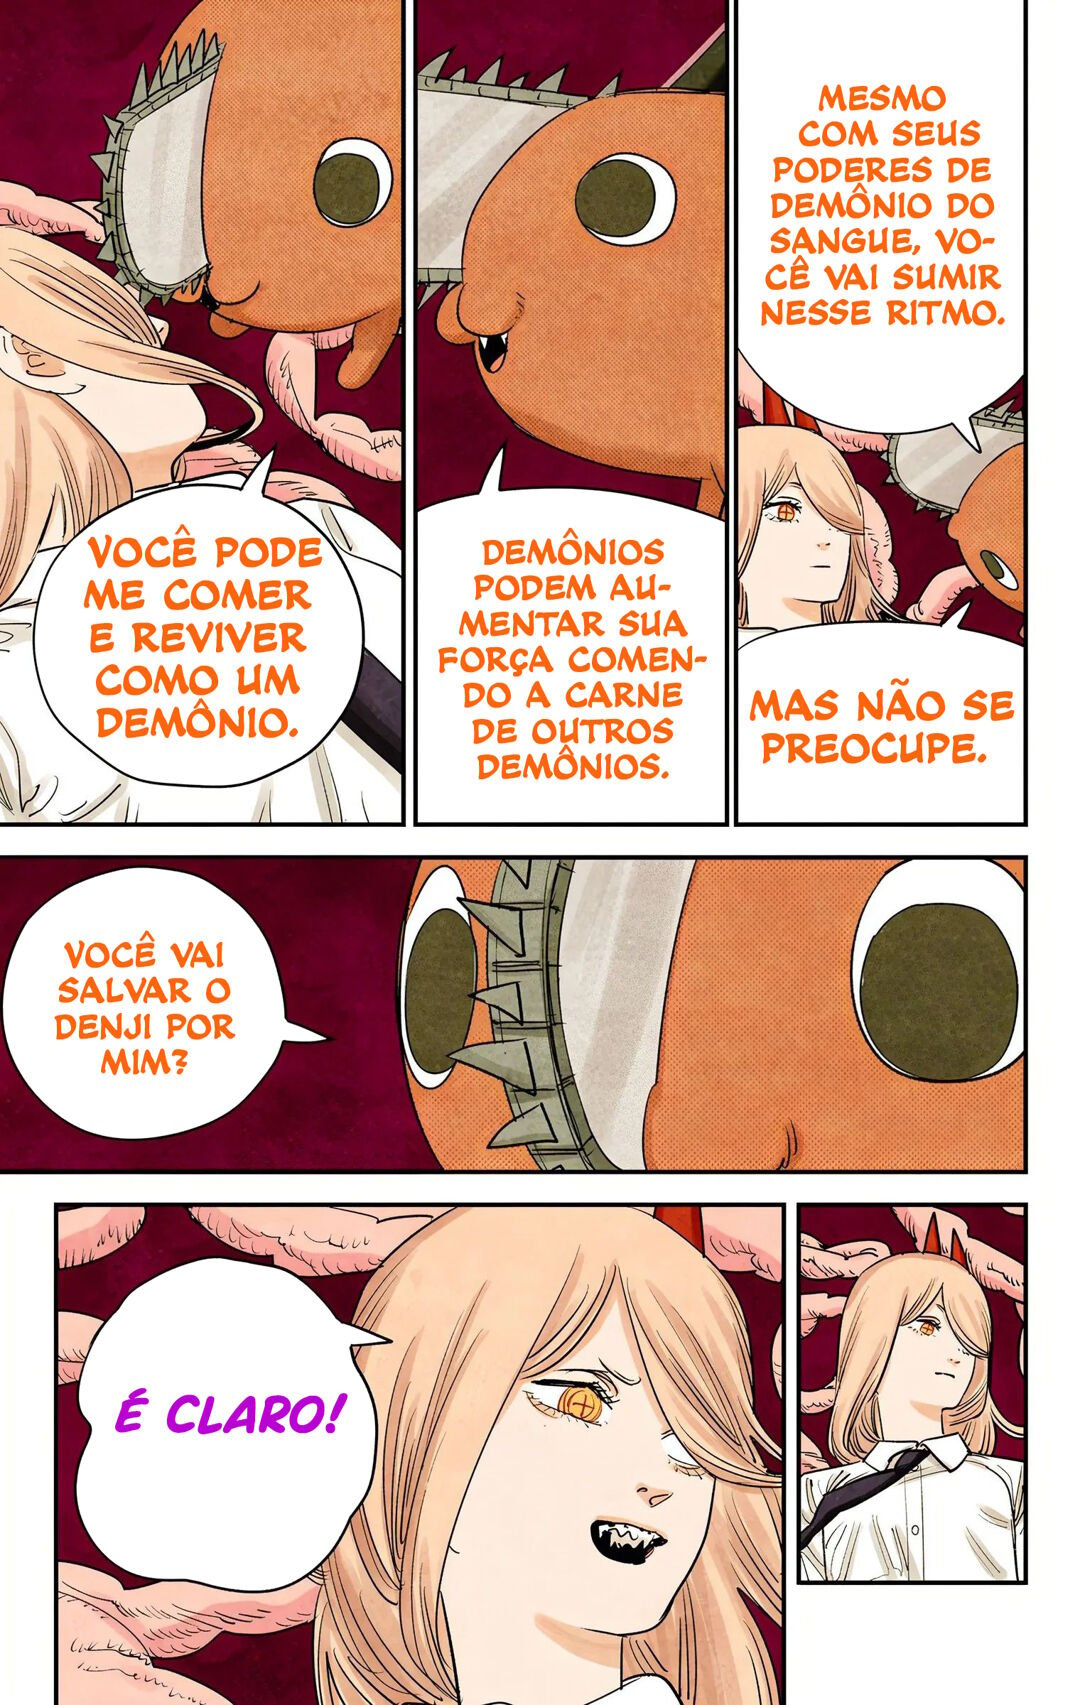 MESMO
COM SEUS
PODERES DE
DEMÔNIO DO
SANGUE, VO-
CÊ VAI SUMIR
NESSE RITMO.
MAS NÃO SE
PREOCUPE.
DEMÔNIOS
PODEM AU-
MENTAR SUA
FORÇA COMEN-
DO A CARNE
DE OUTROS
DEMÔNIOS.
VOCÊ PODE
ME COMER
E REVIVER
COMO UM
DEMÔNIO.
VOCÊ VAI
SALVAR O
DENJI POR
MIM?
É CLARO!